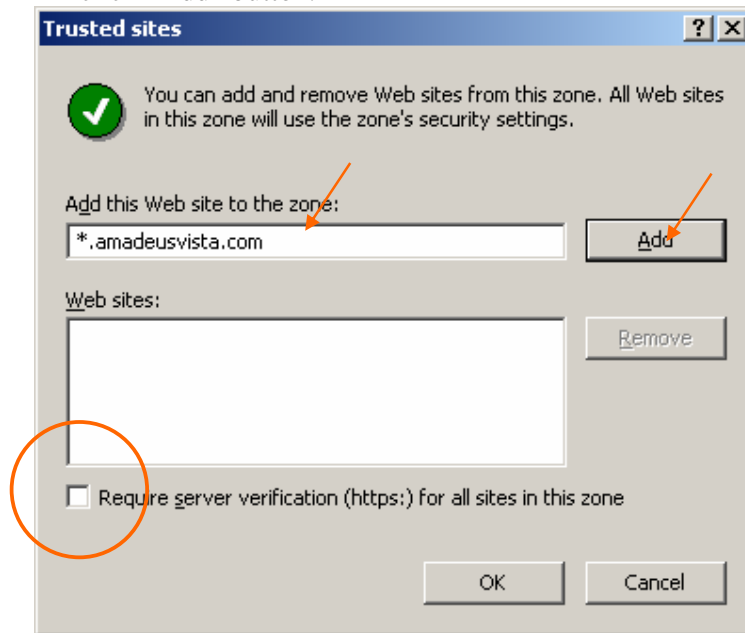 Trusted sites
You can add and remove Web sites from this zone. All Web sites
in this zone will use the zone's security settings.
Add this Web site to the zone:
*.amadeusvista.com
Add
Web sites:
Remove
Require server verification (https:) for all sites in this zone
OK
Cancel